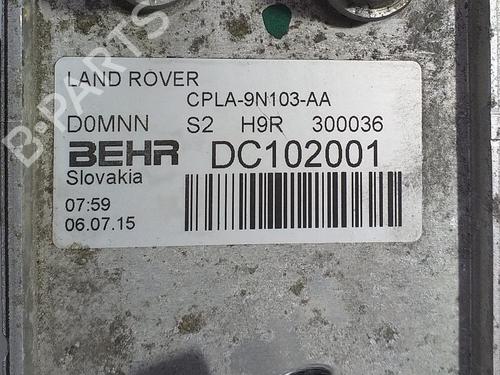 LAND ROVER
CPLA-9N103-AA
D0MNN S2 H9R 300036
BEHR DC102001
Slovakia
07:59
06.07.15
B-PARTS